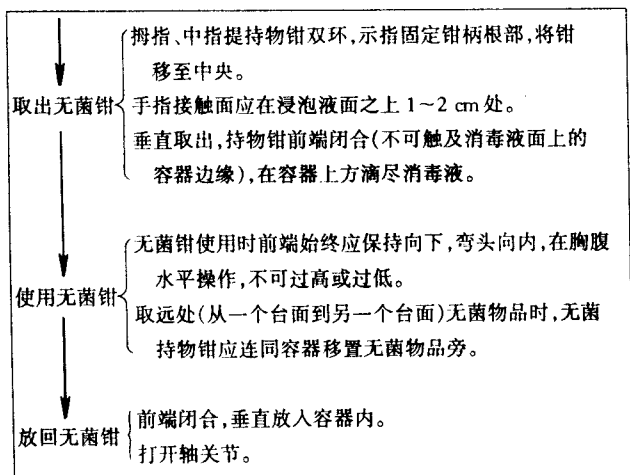 拇指、中指提持物钳双环,示指固定钳柄根部,将钳
移至中央。
取出无菌钳
手指接触面应在浸泡液面之上1~2 cm处。
垂直取出,持物钳前端闭合(不可触及消毒液面上的
容器边缘),在容器上方滴尽消毒液。
无菌钳使用时前端始终应保持向下,弯头向内,在胸腹
水平操作,不可过高或过低。
使用无菌钳
取远处(从一个台面到另一个台面)无菌物品时,无菌
持物钳应连同容器移置无菌物品旁。
放回无菌钳
前端闭合,垂直放入容器内。
打开轴关节。